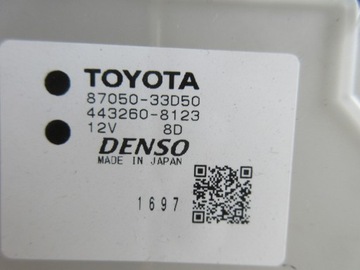 TOYOTA
87050-33D50
443260-8123
12V 8D
DENSO
MADE IN JAPAN
1697